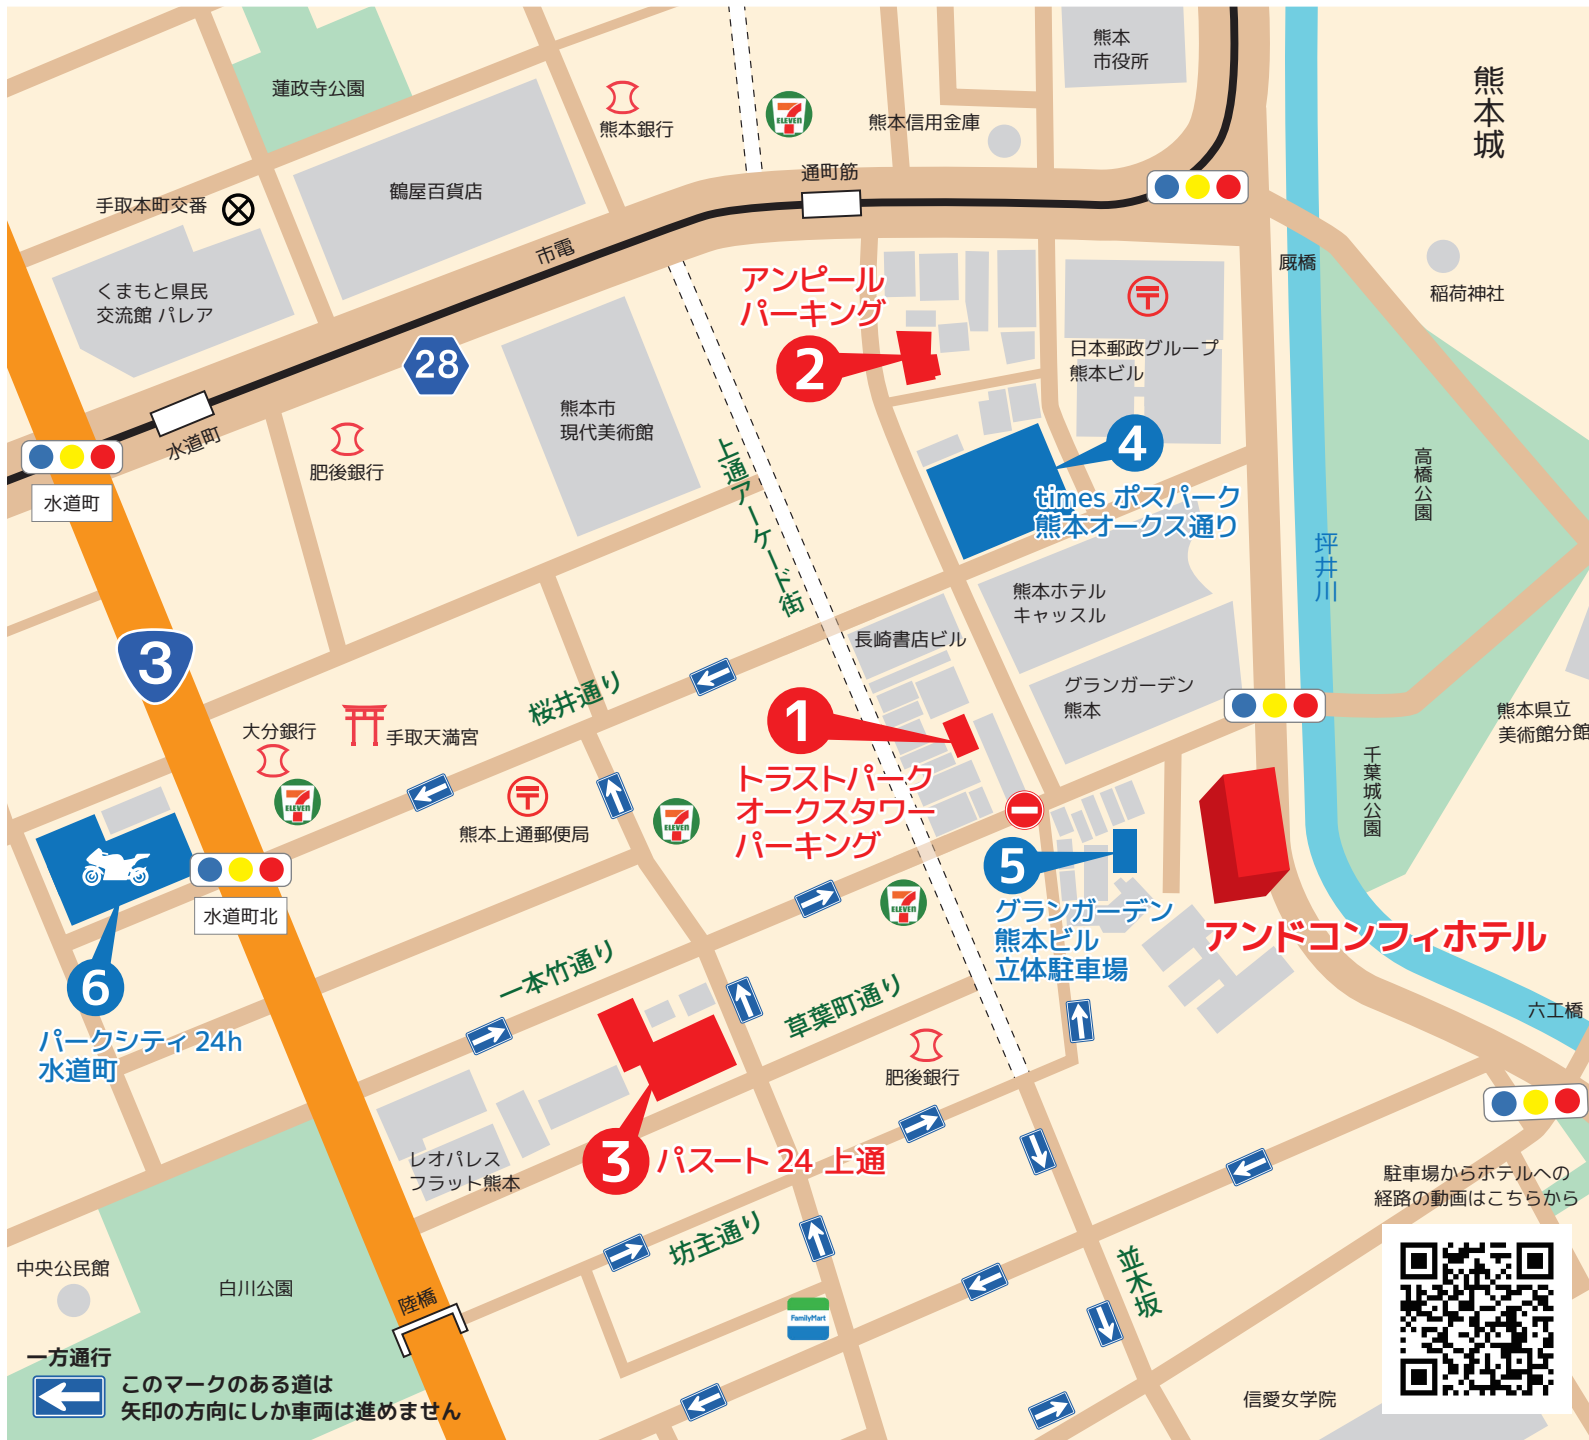 熊本
市役所
熊本城
蓮政寺公園
熊本銀行
ELEVEN
熊本信用金庫
通町筋
手取本町交番
鶴屋百貨店
市電
くまもと県民
交流館 パレア
アンピール
パーキング
2
厩橋
稲荷神社
日本郵政グループ
熊本ビル
28
熊本市
現代美術館
水道町
肥後銀行
水道町
上通アーケード街
4
times ポスパーク
熊本オークス通り
高橋公園
坪井川
熊本ホテル
キャッスル
長崎書店ビル
3
桜井通り
グランガーデン
熊本
熊本県立
美術館分館
大分銀行
手取天満宮
1
トラストパーク
オークスタワー
パーキング
千葉城公園
ELEVEN
熊本上通郵便局
ELEVEN
5
グランガーデン
熊本ビル
立体駐車場
ELEVEN
アンドコンフィホテル
水道町北
6
パークシティ 24h
水道町
一本竹通り
草葉町通り
六工橋
肥後銀行
レオパレス
フラット熊本
3
パスート 24 上通
駐車場からホテルへの
経路の動画はこちらから
坊主通り
並木坂
中央公民館
白川公園
陸橋
FamilyMart
一方通行
このマークのある道は
矢印の方向にしか車両は進めません
信愛女学院